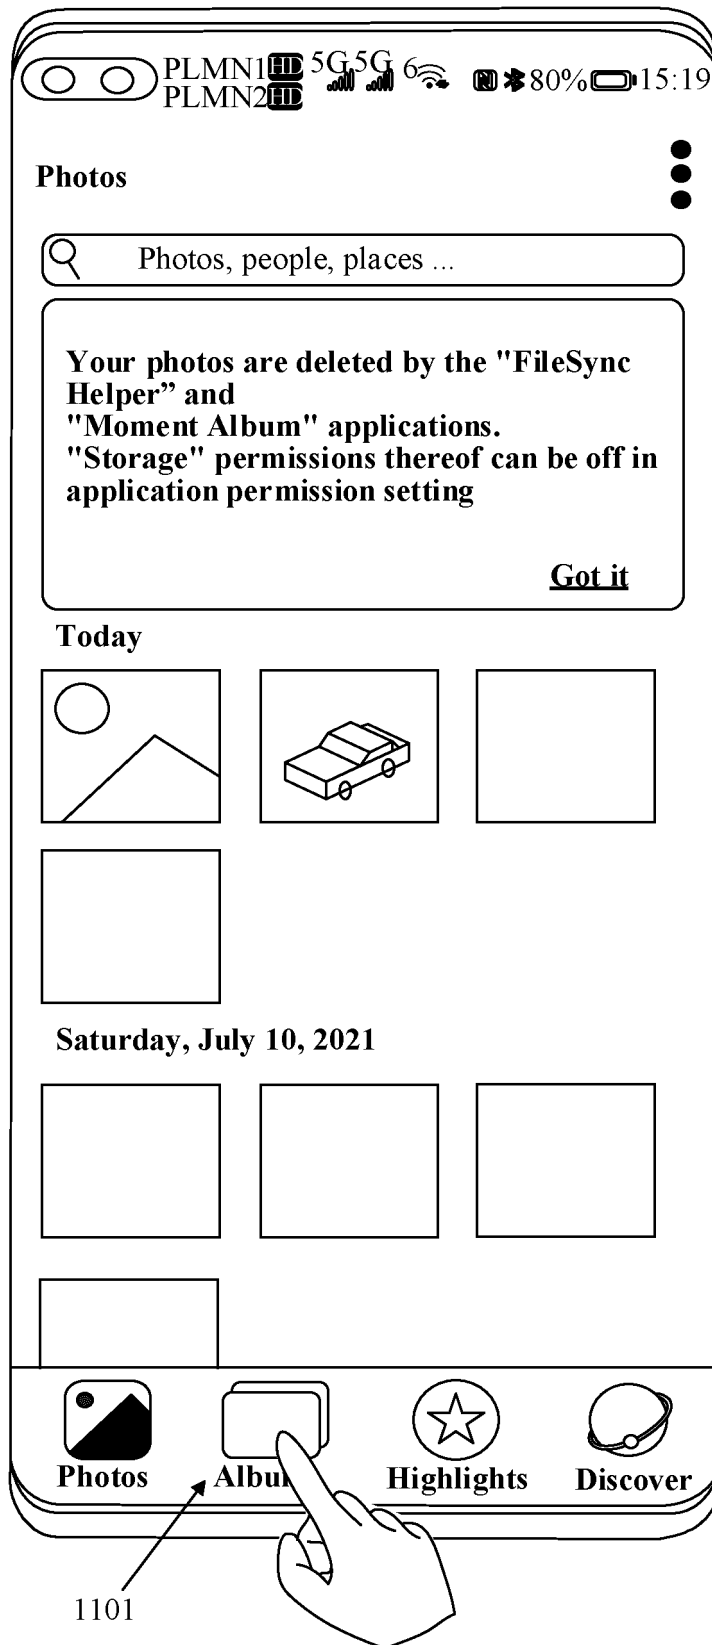 PLMN1 HD 5G 5G 6 80% 15:19
PLMN2 HD
Photos
Photos, people, places ...
Your photos are deleted by the "FileSync
Helper” and
"Moment Album" applications.
"Storage" permissions thereof can be off in
application permission setting
Got it
Today
Saturday, July 10, 2021
Photos Highlights Discover
1101